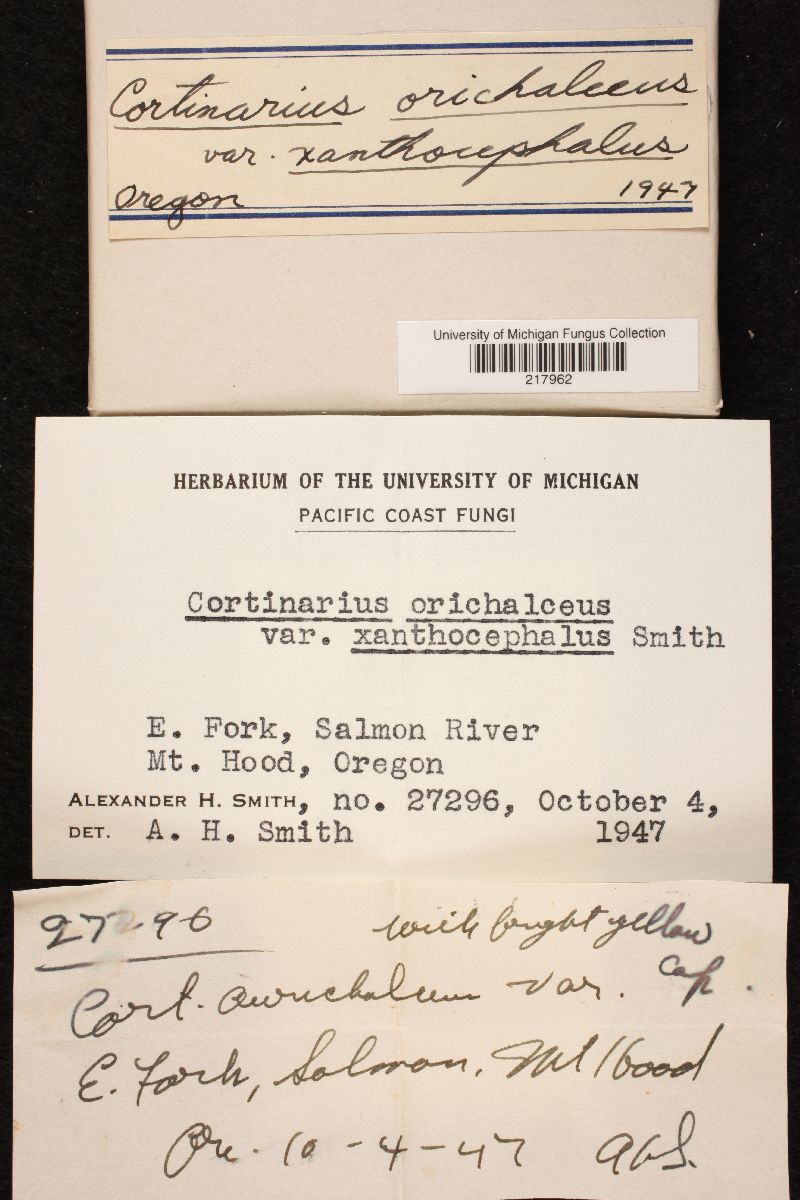 Cortinarius orichalceus
var. xanthocephalus
Oregon 1947
University of Michigan Fungus Collection
217962
HERBARIUM OF THE UNIVERSITY OF MICHIGAN
PACIFIC COAST FUNGI
Cortinarius orichalceus
var. xanthocephalus Smith
E. Fork, Salmon River
Mt. Hood, Oregon
ALEXANDER H. SMITH, no. 27296, October 4,
DET. A. H. Smith 1947
27296 with bright yellow
cap.
Cort. var.
E. Fork, Salmon, Mt Hood
Ore. 10-4-47 AHS.